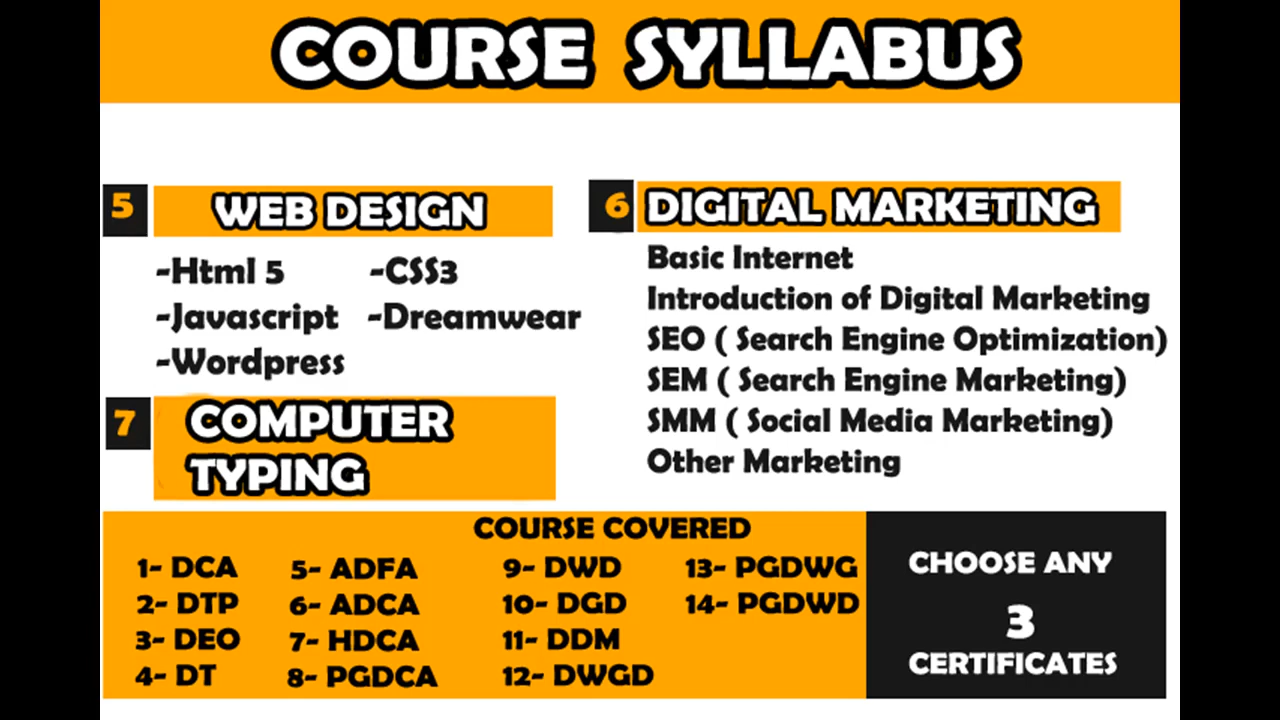 COURSE SYLLABUS
5 WEB DESIGN
-Html 5 -CSS3
-Javascript -Dreamwear
-Wordpress
6 DIGITAL MARKETING
Basic Internet
Introduction of Digital Marketing
SEO ( Search Engine Optimization)
SEM ( Search Engine Marketing)
SMM ( Social Media Marketing)
Other Marketing
7 COMPUTER
TYPING
COURSE COVERED
1- DCA 5- ADFA 9- DWD 13- PGDWG
2- DTP 6- ADCA 10- DGD 14- PGDWD
3- DEO 7- HDCA 11- DDM
4- DT 8- PGDCA 12- DWGD
CHOOSE ANY
3
CERTIFICATES